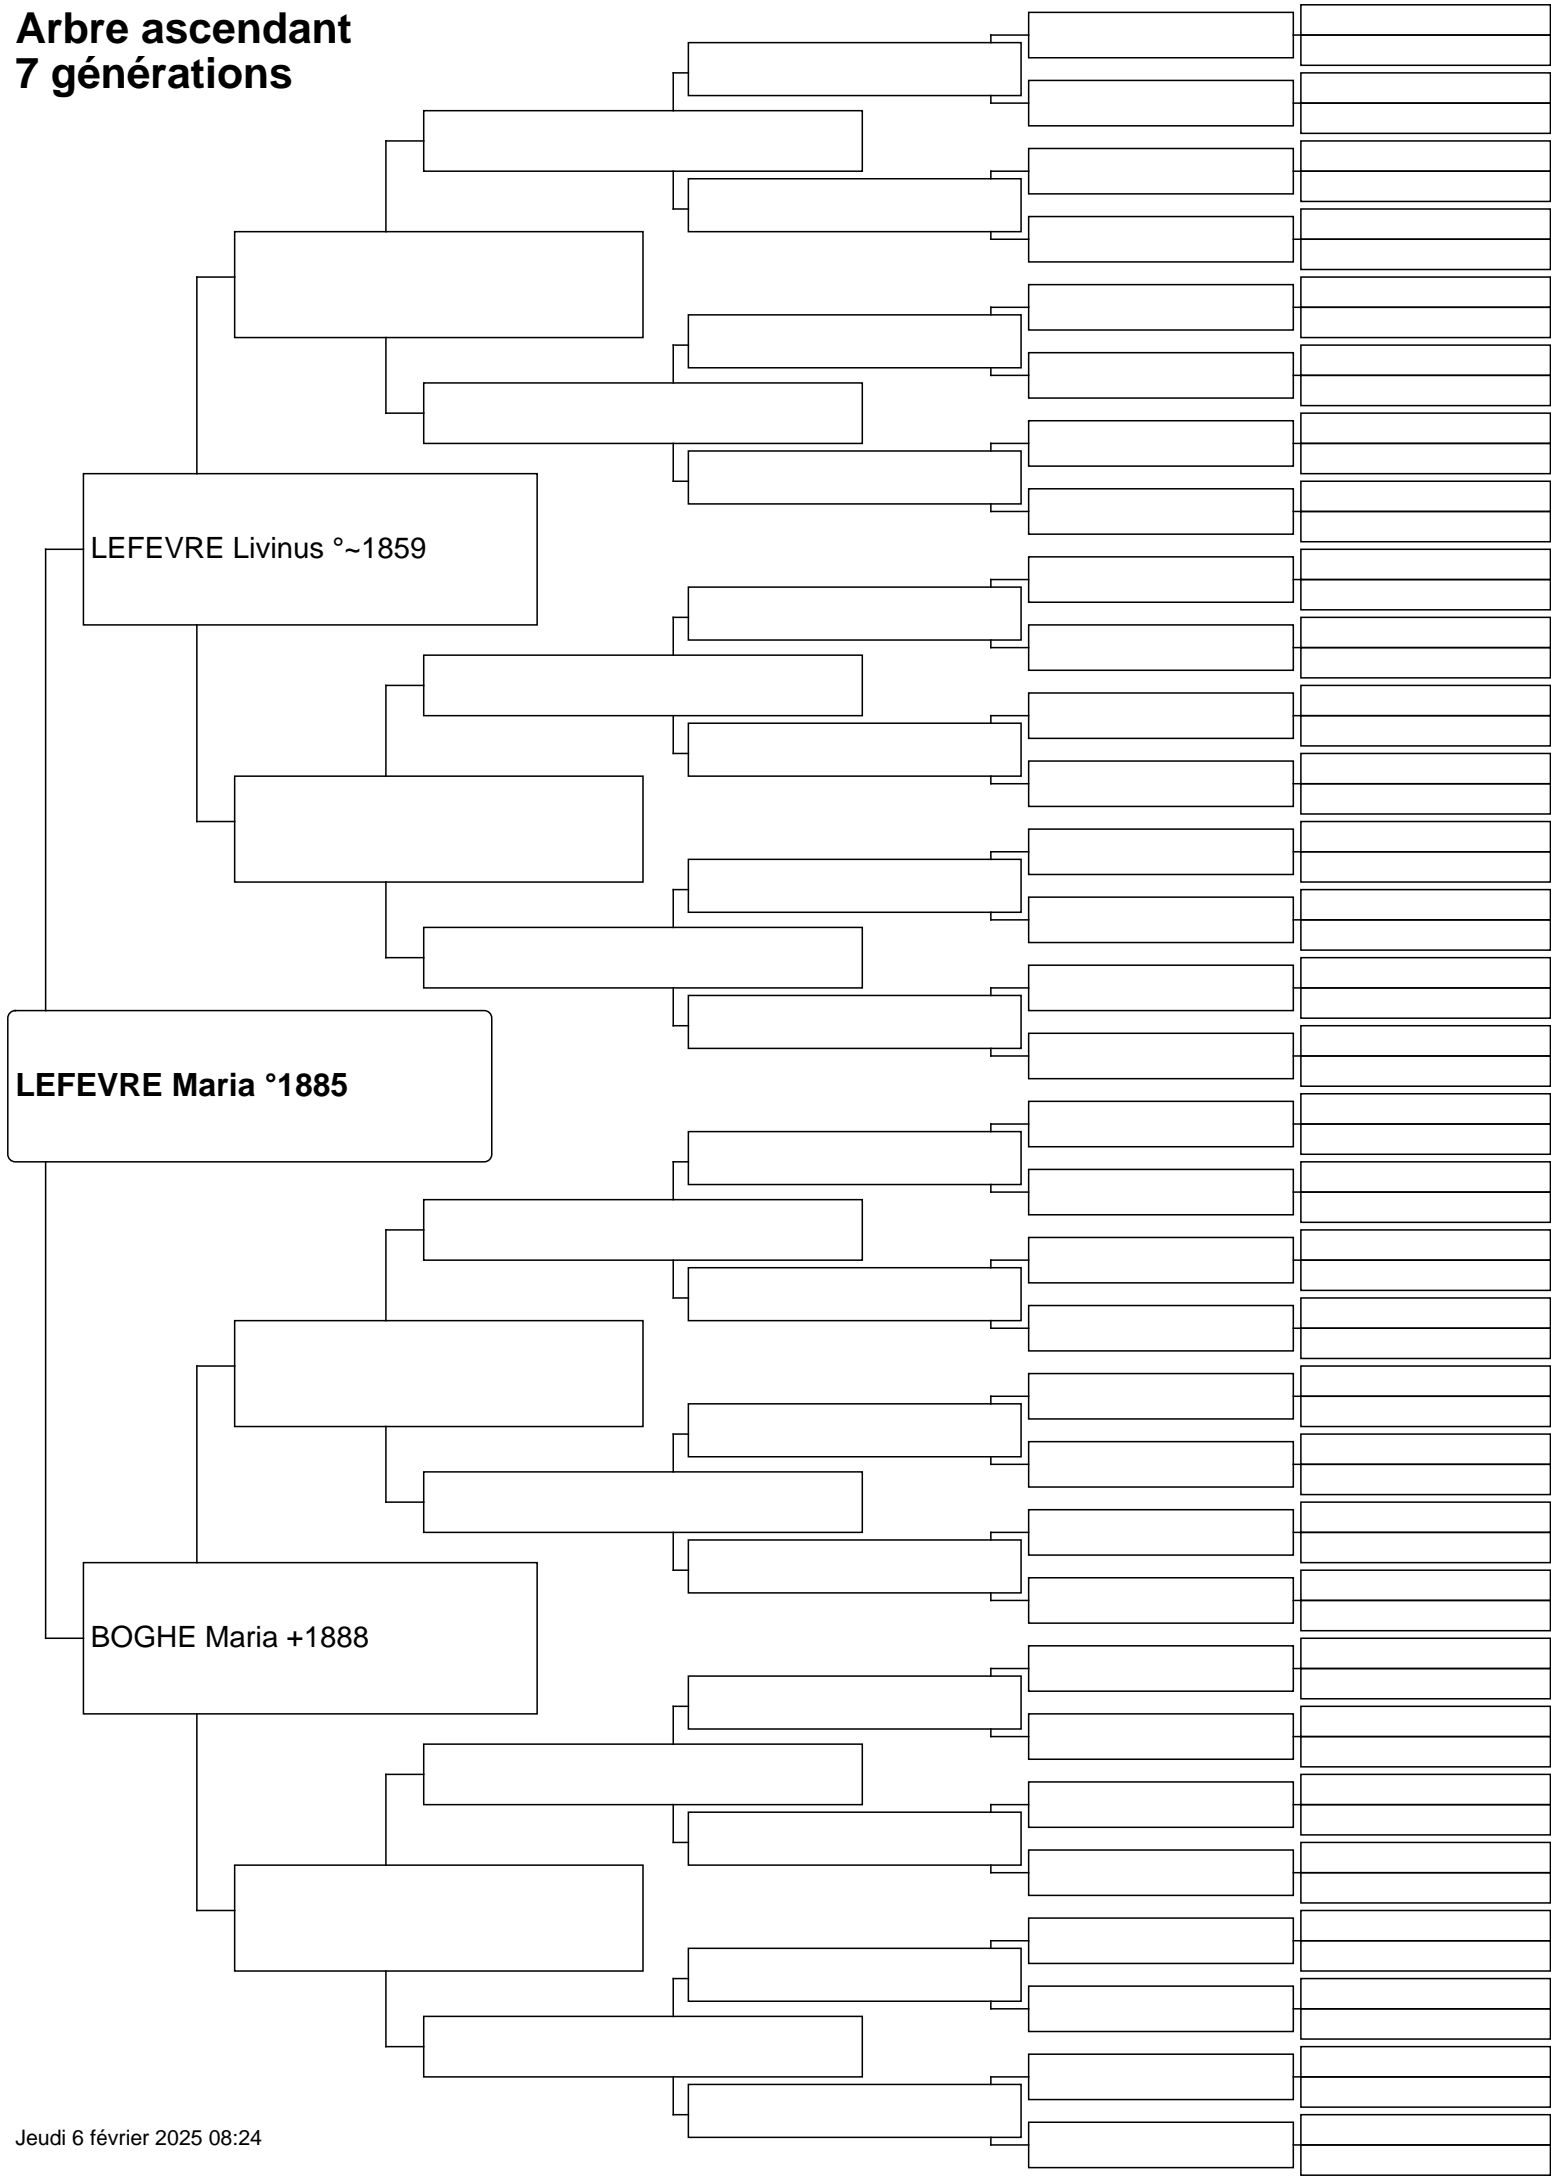 Arbre ascendant
7 générations
LEFEVRE Livinus °~1859
LEFEVRE Maria °1885
BOGHE Maria +1888
Jeudi 6 février 2025 08:24